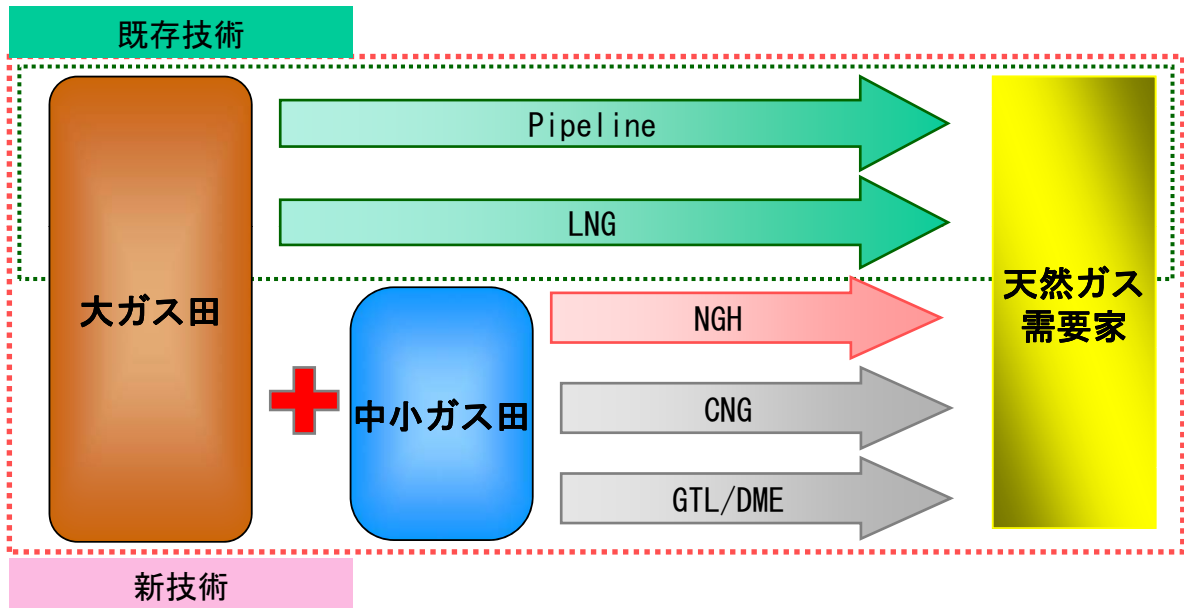 既存技術
Pipeline
LNG
大ガス田
天然ガス
需要家
NGH
中小ガス田
CNG
GTL/DME
新技術